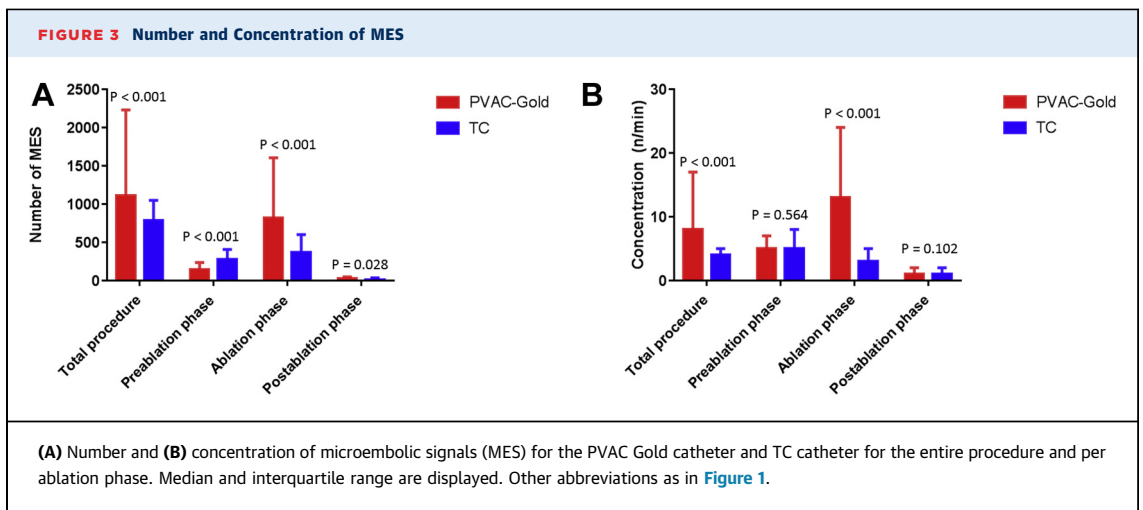 FIGURE 3 Number and Concentration of MES
A
Number of MES
2500
2000
1500
1000
500
0
P < 0.001
P < 0.001
P < 0.001
P = 0.028
Total procedure
Preablation phase
Ablation phase
Postablation phase
PVAC-Gold
TC
B
Concentration (n/min)
30
20
10
0
P < 0.001
P = 0.564
P < 0.001
P = 0.102
Total procedure
Preablation phase
Ablation phase
Postablation phase
PVAC-Gold
TC
(A) Number and (B) concentration of microembolic signals (MES) for the PVAC Gold catheter and TC catheter for the entire procedure and per
ablation phase. Median and interquartile range are displayed. Other abbreviations as in Figure 1.